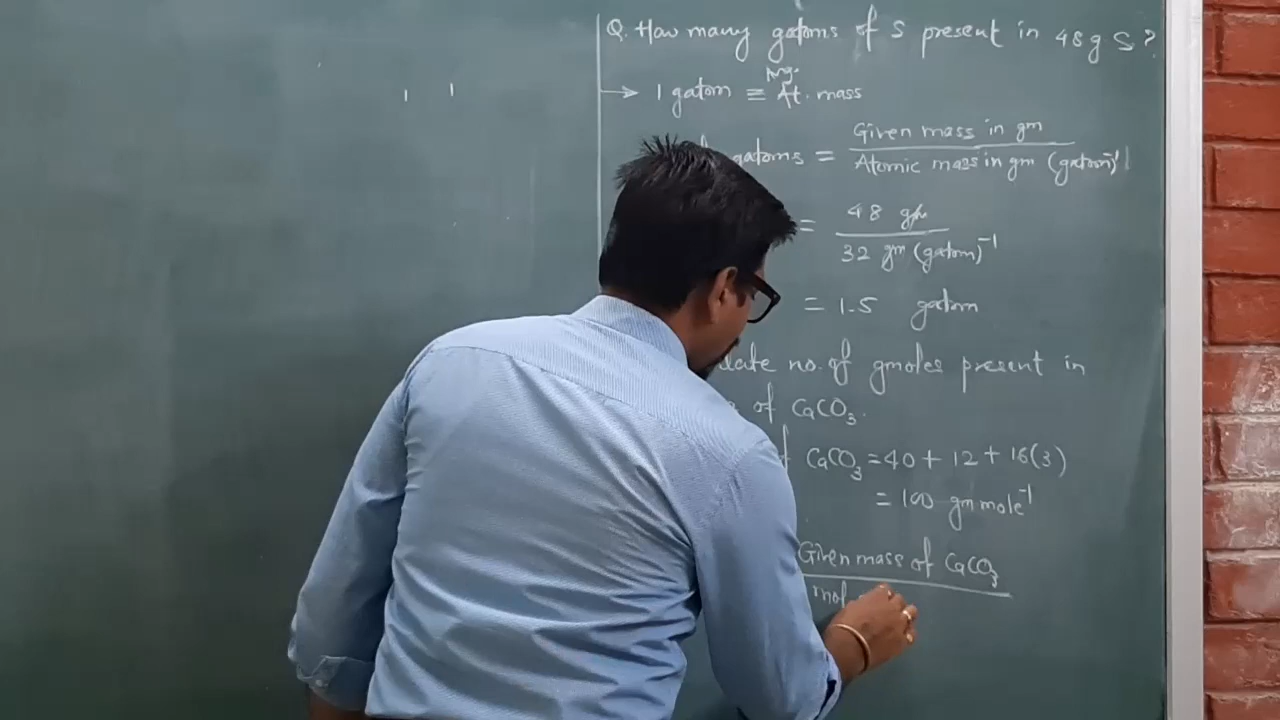 Q. How many gatoms of S present in 48g S?
→ 1 gatom ≡ At. mass
gatoms = Given mass in gm / Atomic mass in gm (gatom)⁻¹
= 48 gm / 32 gm (gatom)⁻¹
= 1.5 gatom
late no. of gmoles present in
of CaCO₃.
CaCO₃ = 40 + 12 + 16(3)
= 100 gm mole⁻¹
Given mass of CaCO₃
mol